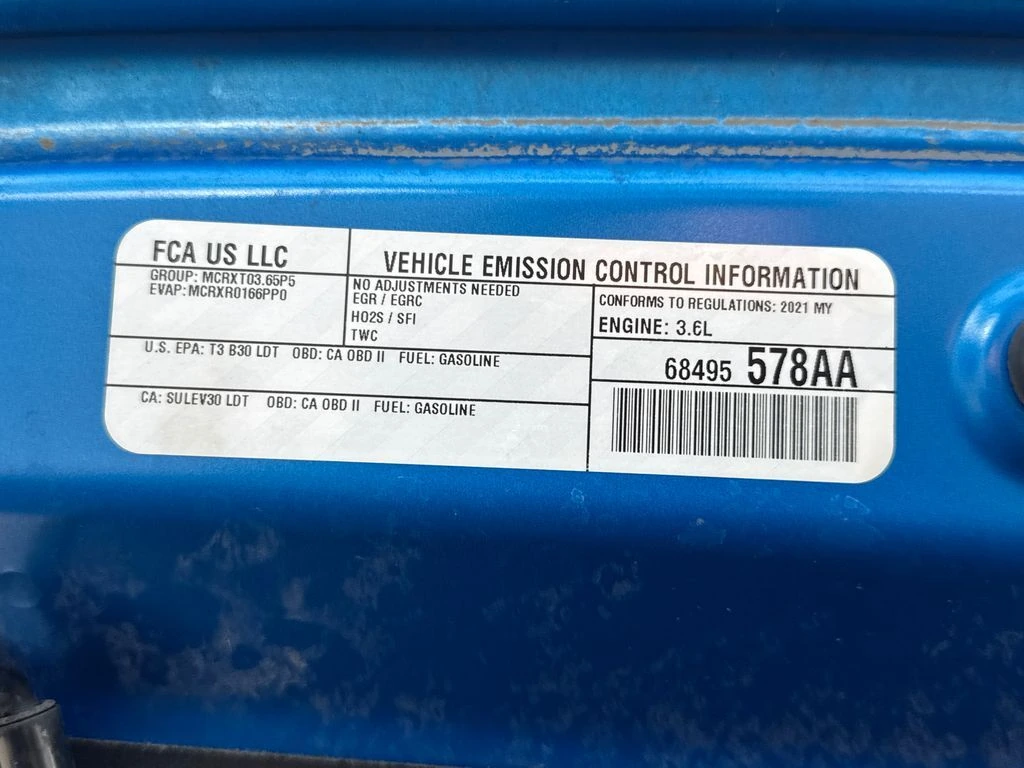 FCA US LLC
VEHICLE EMISSION CONTROL INFORMATION
GROUP: MCRXT03.65P5
EVAP: MCRXR0166PP0
NO ADJUSTMENTS NEEDED
EGR / EGRC
HO2S / SFI
TWC
CONFORMS TO REGULATIONS: 2021 MY
ENGINE: 3.6L
U.S. EPA: T3 B30 LDT OBD: CA OBD II FUEL: GASOLINE
68495 578AA
CA: SULEV30 LDT OBD: CA OBD II FUEL: GASOLINE